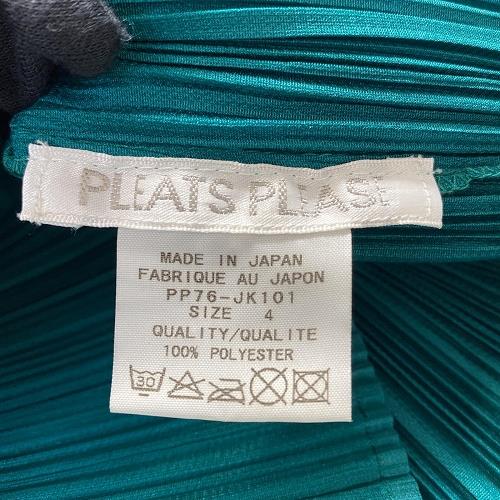 PLEATS PLEASE
MADE IN JAPAN
FABRIQUE AU JAPON
PP76-JK101
SIZE 4
QUALITY/QUALITE
100% POLYESTER
30